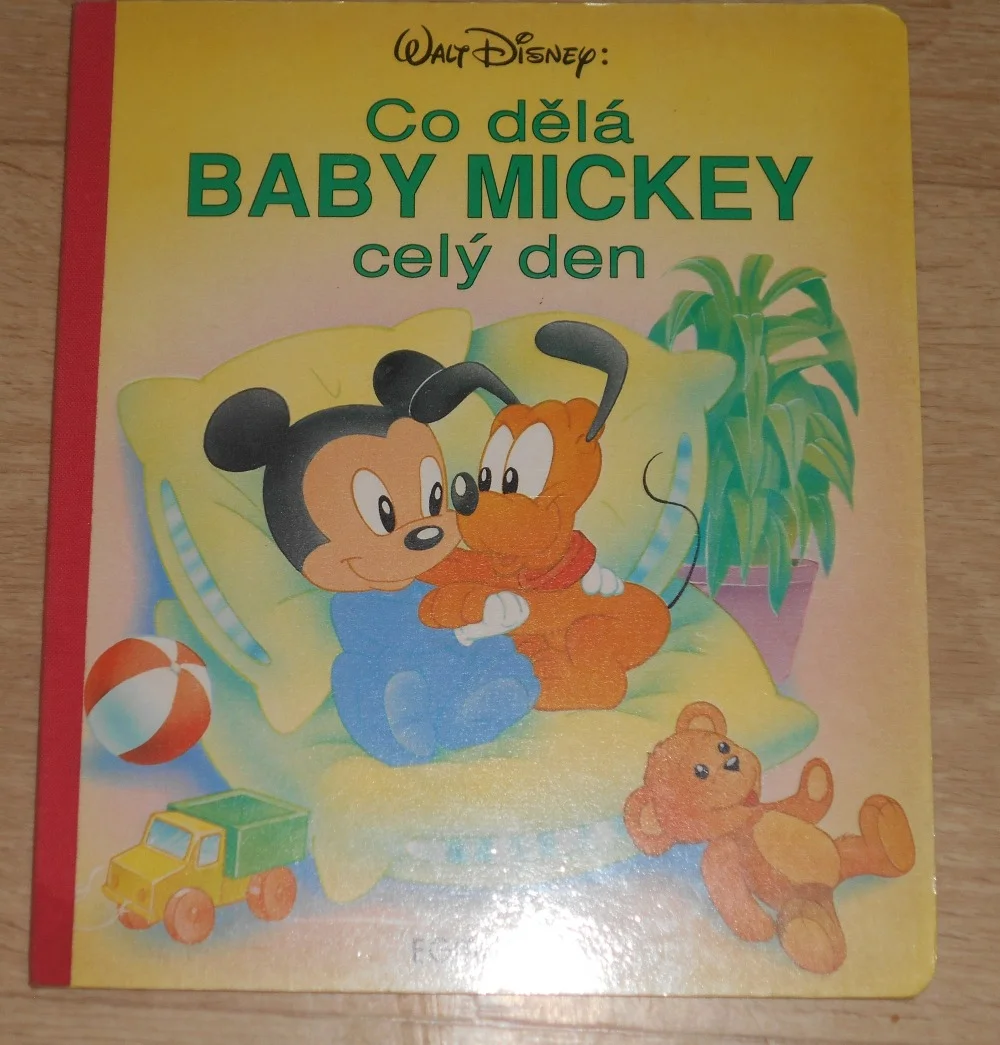 Walt Disney:
Co dělá
BABY MICKEY
celý den